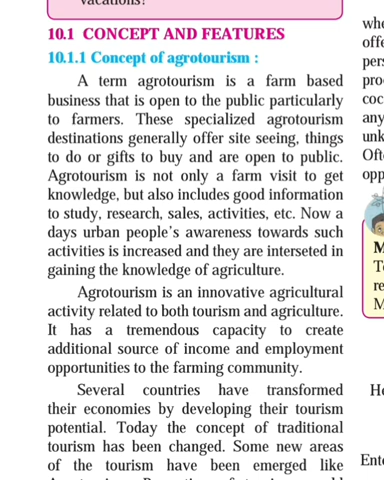 vacations?
10.1 CONCEPT AND FEATURES
10.1.1 Concept of agrotourism :
A term agrotourism is a farm based
business that is open to the public particularly
to farmers. These specialized agrotourism
destinations generally offer site seeing, things
to do or gifts to buy and are open to public.
Agrotourism is not only a farm visit to get
knowledge, but also includes good information
to study, research, sales, activities, etc. Now a
days urban people's awareness towards such
activities is increased and they are interseted in
gaining the knowledge of agriculture.
Agrotourism is an innovative agricultural
activity related to both tourism and agriculture.
It has a tremendous capacity to create
additional source of income and employment
opportunities to the farming community.
Several countries have transformed
their economies by developing their tourism
potential. Today the concept of traditional
tourism has been changed. Some new areas
of the tourism have been emerged like